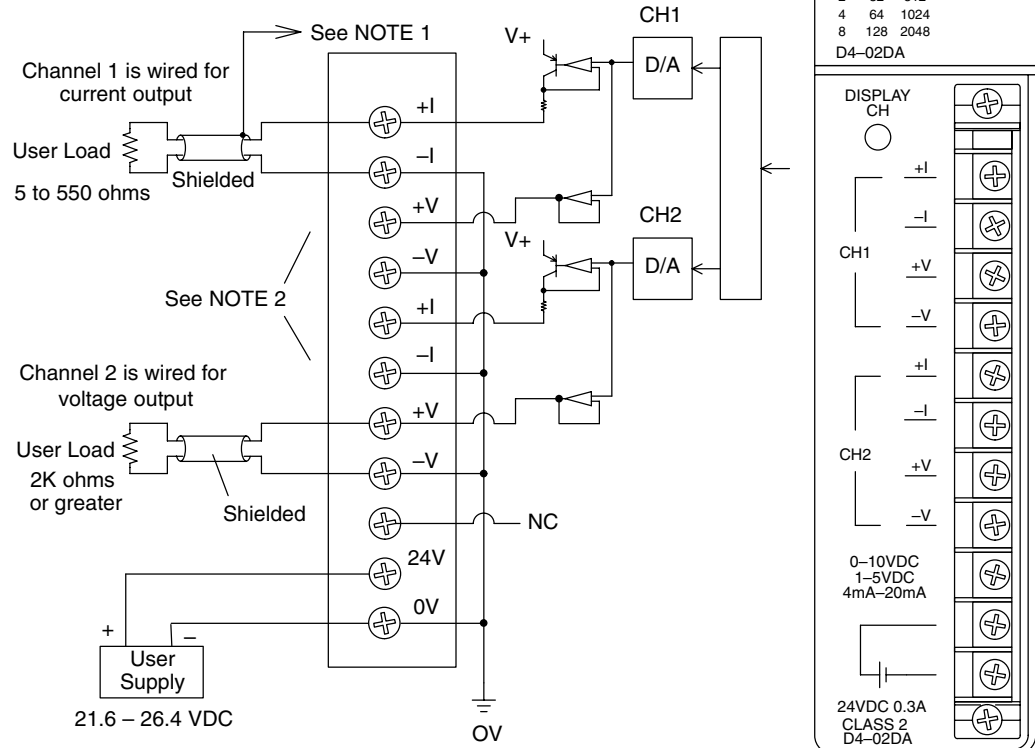 See NOTE 1
Channel 1 is wired for
current output
User Load
5 to 550 ohms
Shielded
+I
–I
+V
–V
+I
–I
+V
–V
24V
0V
See NOTE 2
Channel 2 is wired for
voltage output
User Load
2K ohms
or greater
Shielded
NC
+
–
User
Supply
21.6 – 26.4 VDC
OV
V+
CH1
D/A
V+
CH2
D/A
4 64 1024
8 128 2048
D4–02DA
DISPLAY
CH
CH1
+I
–I
+V
–V
CH2
+I
–I
+V
–V
0–10VDC
1–5VDC
4mA–20mA
24VDC 0.3A
CLASS 2
D4–02DA